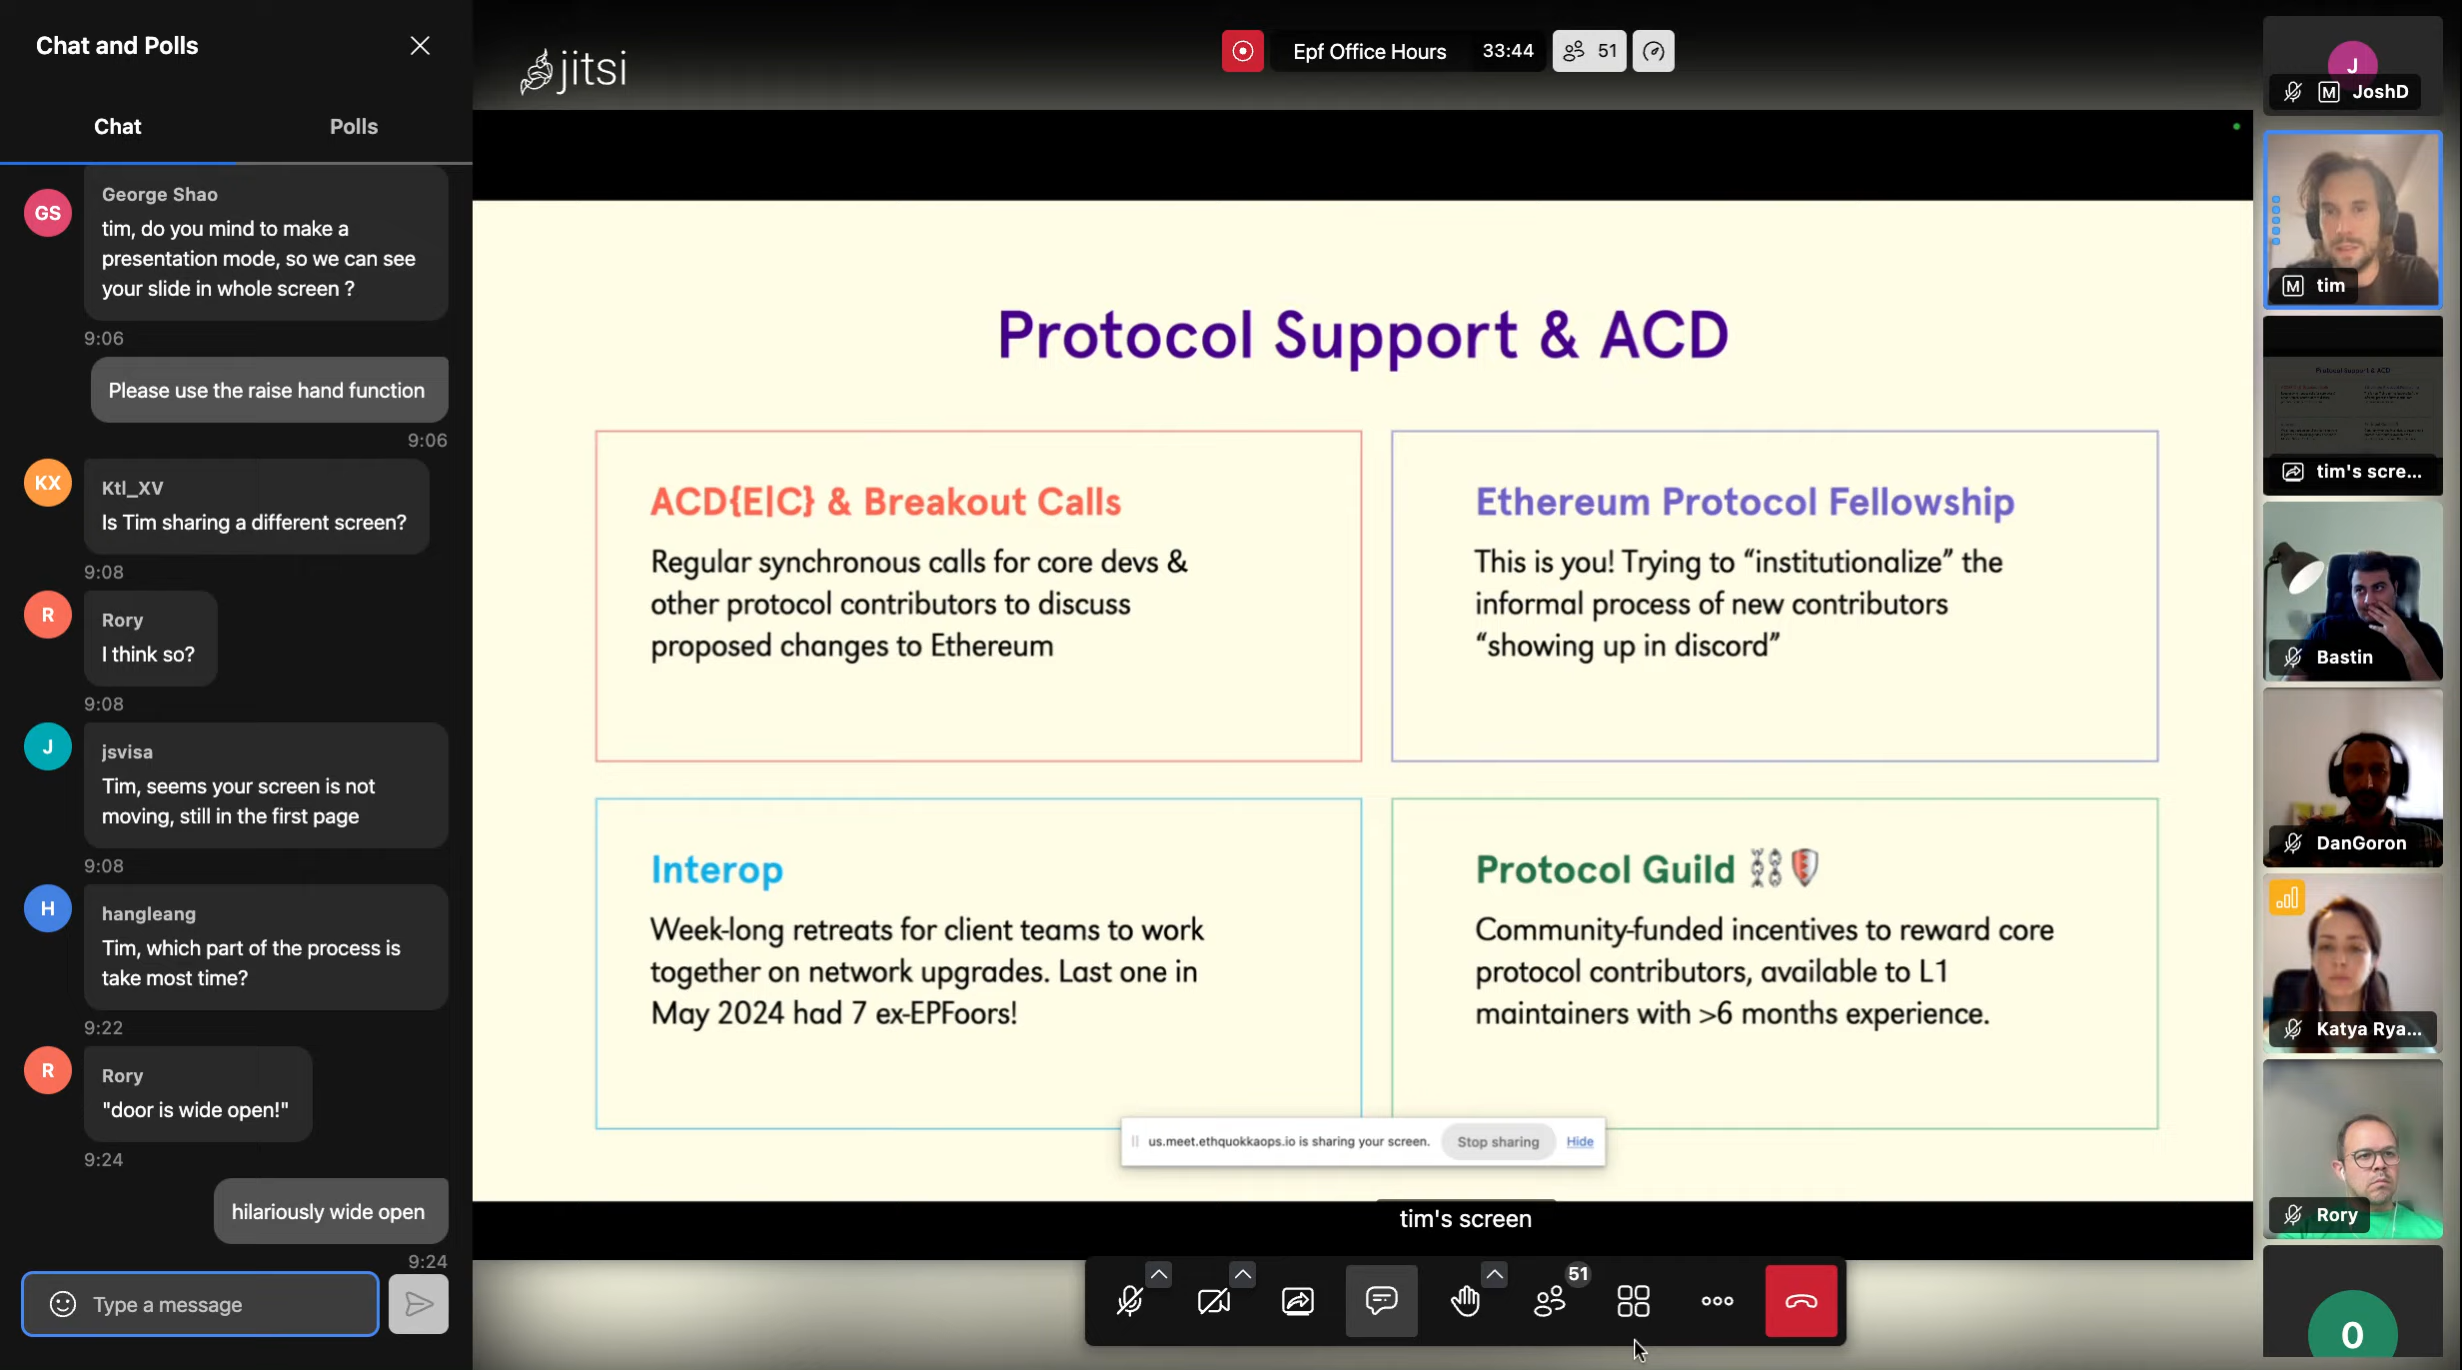 Chat and Polls
Chat
Polls
GS
George Shao
tim, do you mind to make a
presentation mode, so we can see
your slide in whole screen ?
9:06
Please use the raise hand function
9:06
KX
Ktl_XV
Is Tim sharing a different screen?
9:08
R
Rory
I think so?
9:08
J
jsvisa
Tim, seems your screen is not
moving, still in the first page
9:08
H
hangleang
Tim, which part of the process is
take most time?
9:22
R
Rory
"door is wide open!"
9:24
hilariously wide open
9:24
Type a message
jitsi
Epf Office Hours
33:44
51
Protocol Support & ACD
ACD{E|C} & Breakout Calls
Regular synchronous calls for core devs &
other protocol contributors to discuss
proposed changes to Ethereum
Ethereum Protocol Fellowship
This is you! Trying to “institutionalize” the
informal process of new contributors
“showing up in discord”
Interop
Week-long retreats for client teams to work
together on network upgrades. Last one in
May 2024 had 7 ex-EPFoors!
Protocol Guild
Community-funded incentives to reward core
protocol contributors, available to L1
maintainers with >6 months experience.
us.meet.ethquokkaops.io is sharing your screen.
Stop sharing
Hide
tim's screen
51
J
M JoshD
M tim
Protocol Support & ACD
tim's scre...
Bastin
DanGoron
Katya Rya...
Rory
0